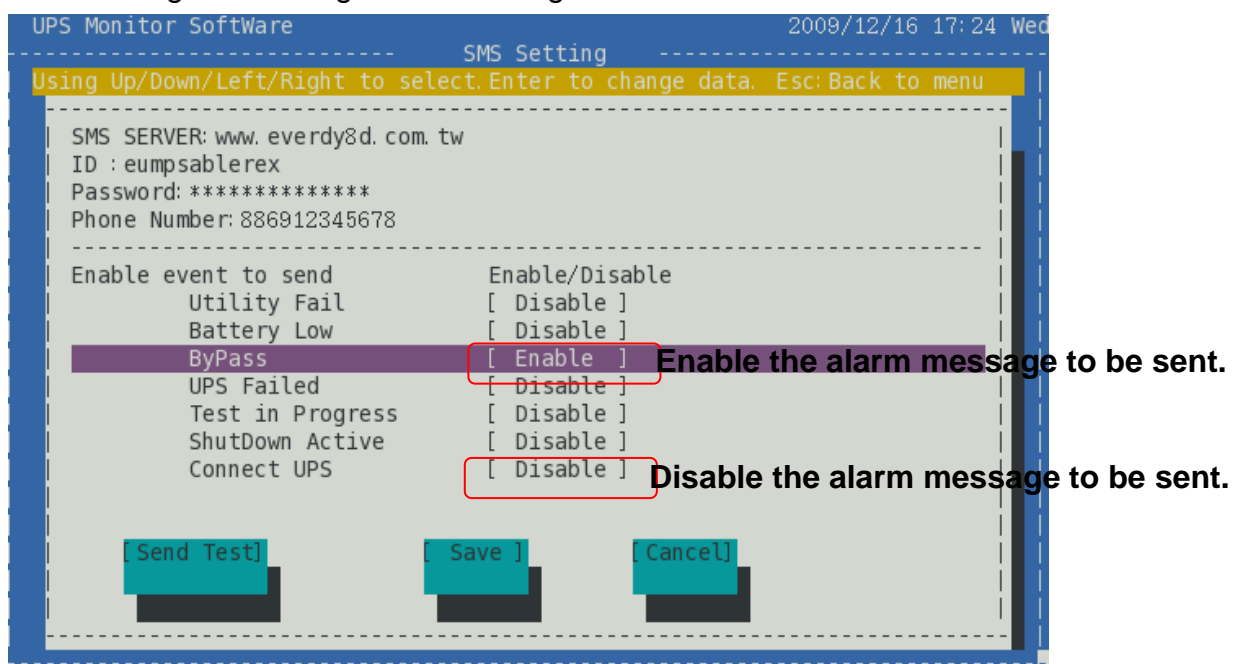 UPS Monitor SoftWare 2009/12/16 17:24 Wed
SMS Setting
Using Up/Down/Left/Right to select. Enter to change data. Esc: Back to menu
SMS SERVER: www.everdy8d.com.tw
ID : eumpsablerex
Password: **************
Phone Number: 886912345678
Enable event to send Enable/Disable
Utility Fail [ Disable ]
Battery Low [ Disable ]
ByPass [ Enable ] Enable the alarm message to be sent.
UPS Failed [ Disable ]
Test in Progress [ Disable ]
ShutDown Active [ Disable ]
Connect UPS [ Disable ] Disable the alarm message to be sent.
[ Send Test] [ Save ] [ Cancel]